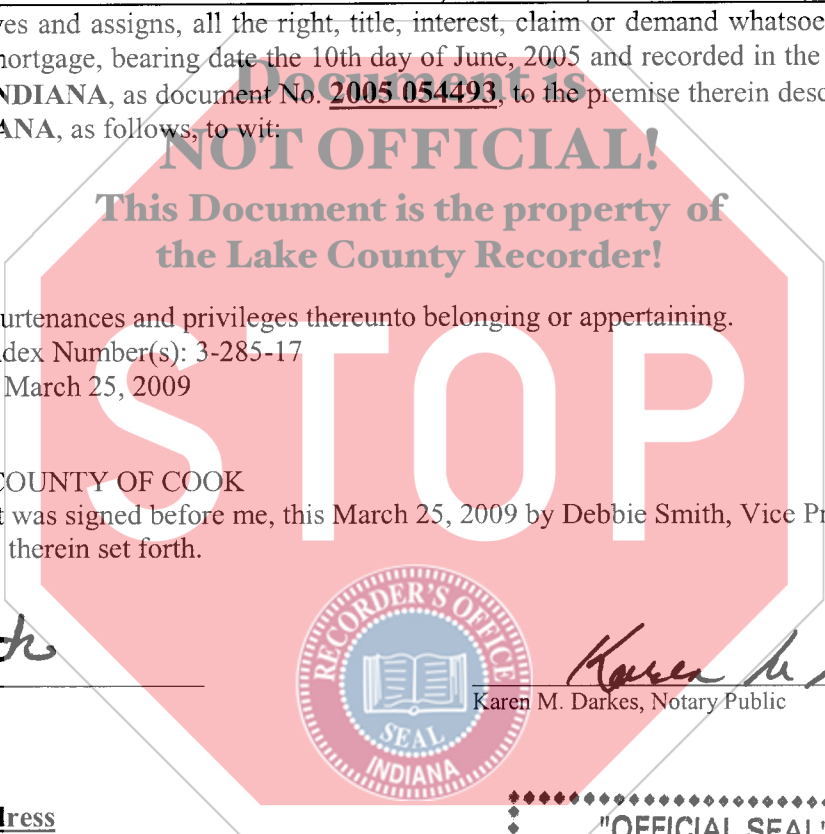 ves and assigns, all the right, title, interest, claim or demand whatsoe
nortgage, bearing date the 10th day of June, 2005 and recorded in the
NDIANA, as document No. 2005 054493, to the premise therein desc
ANA, as follows, to wit:
Document is
NOT OFFICIAL!
This Document is the property of
the Lake County Recorder!
urtenances and privileges thereunto belonging or appertaining.
dex Number(s): 3-285-17
March 25, 2009
STOP
COUNTY OF COOK
t was signed before me, this March 25, 2009 by Debbie Smith, Vice Pr
therein set forth.
RECORDER'S OFFICE
SEAL
INDIANA
Karen M.
Karen M. Darkes, Notary Public
dress
"OFFICIAL SEAL"